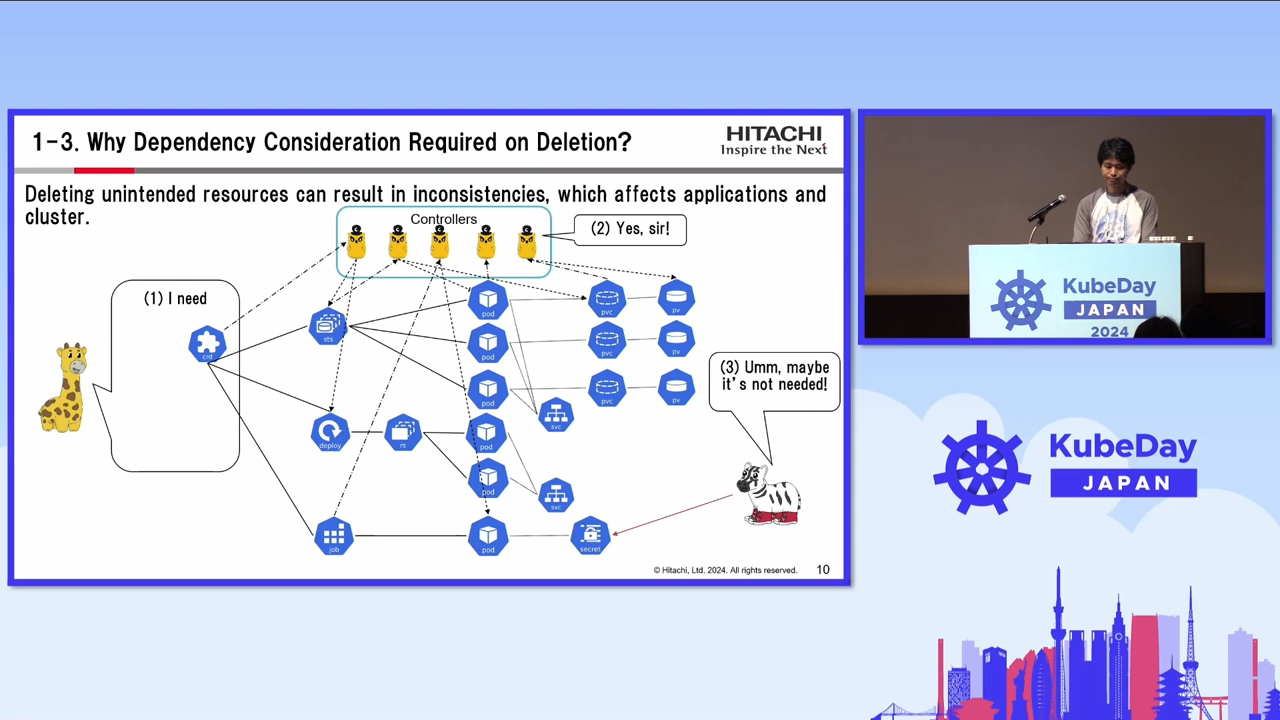 1-3. Why Dependency Consideration Required on Deletion?
HITACHI
Inspire the Next
Deleting unintended resources can result in inconsistencies, which affects applications and
cluster.
Controllers
(2) Yes, sir!
(1) I need
crd
sts
pod
pvc
pv
pod
pvc
pv
pod
pvc
pv
(3) Umm, maybe
it's not needed!
svc
deploy
rs
pod
pod
svc
job
pod
secret
© Hitachi, Ltd. 2024. All rights reserved.
10
KubeDay
JAPAN
2024
KubeDay
JAPAN